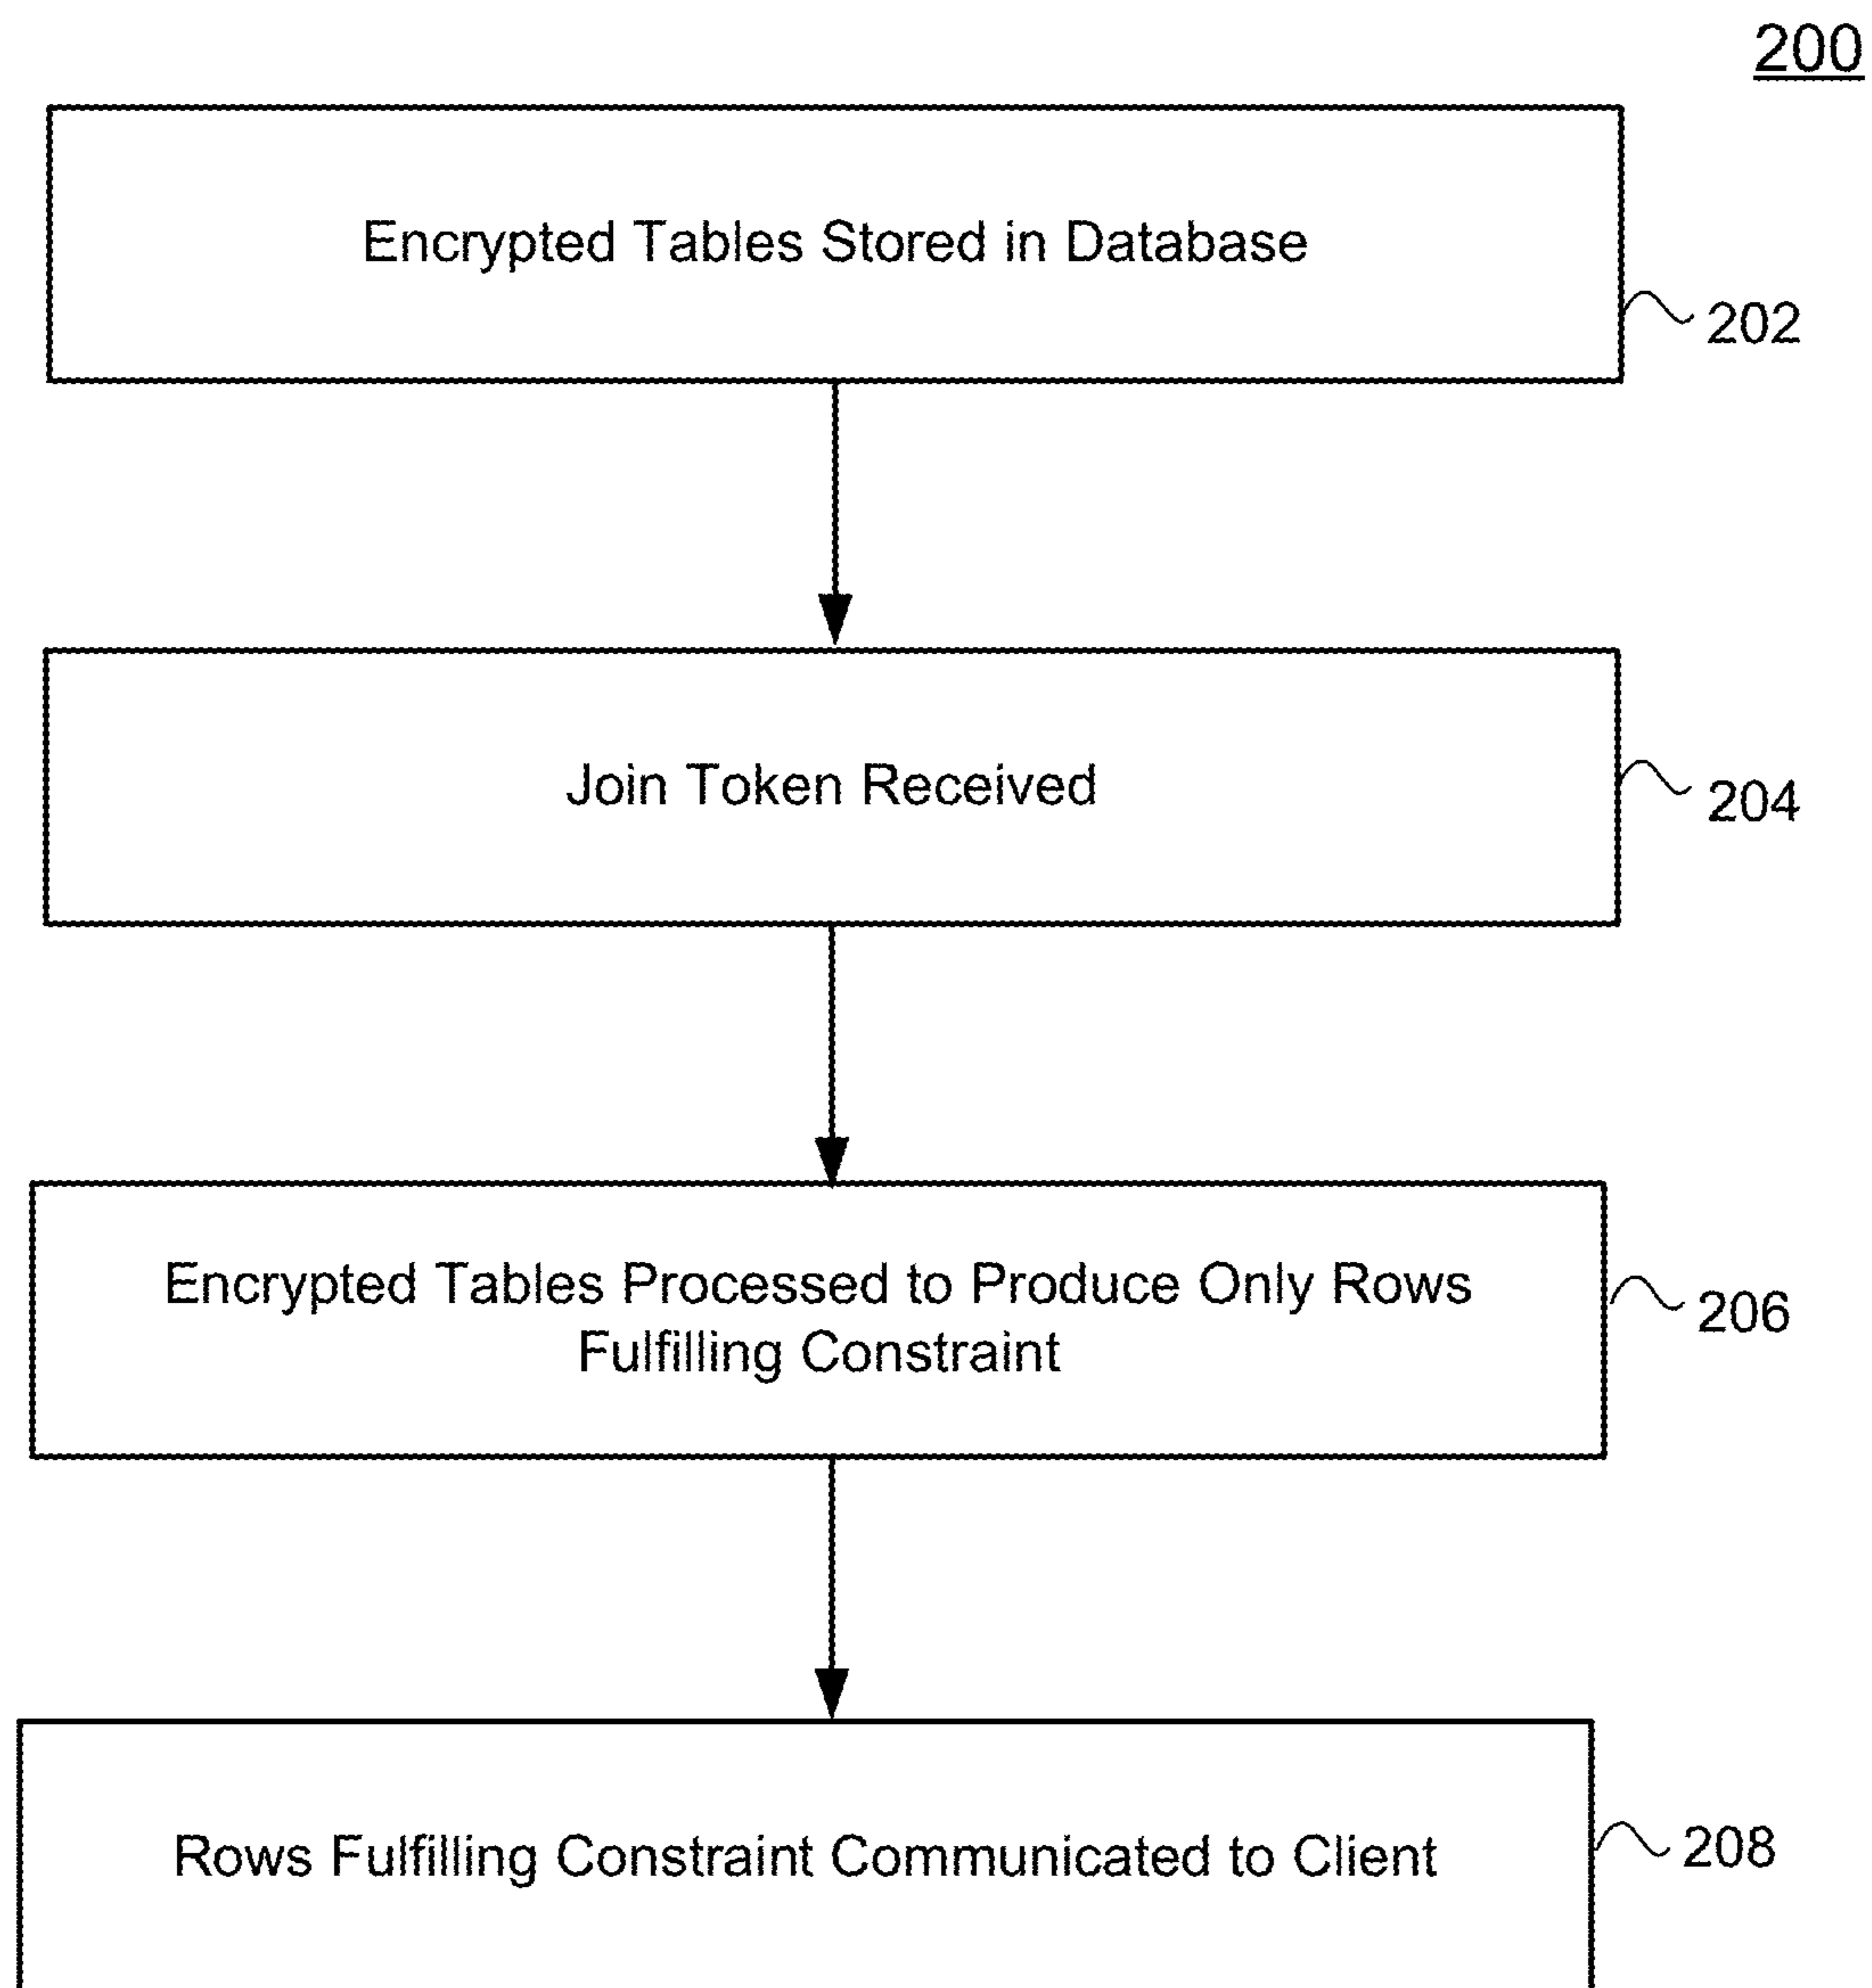 200
Encrypted Tables Stored in Database
202
Join Token Received
204
Encrypted Tables Processed to Produce Only Rows
Fulfilling Constraint
206
Rows Fulfilling Constraint Communicated to Client
208